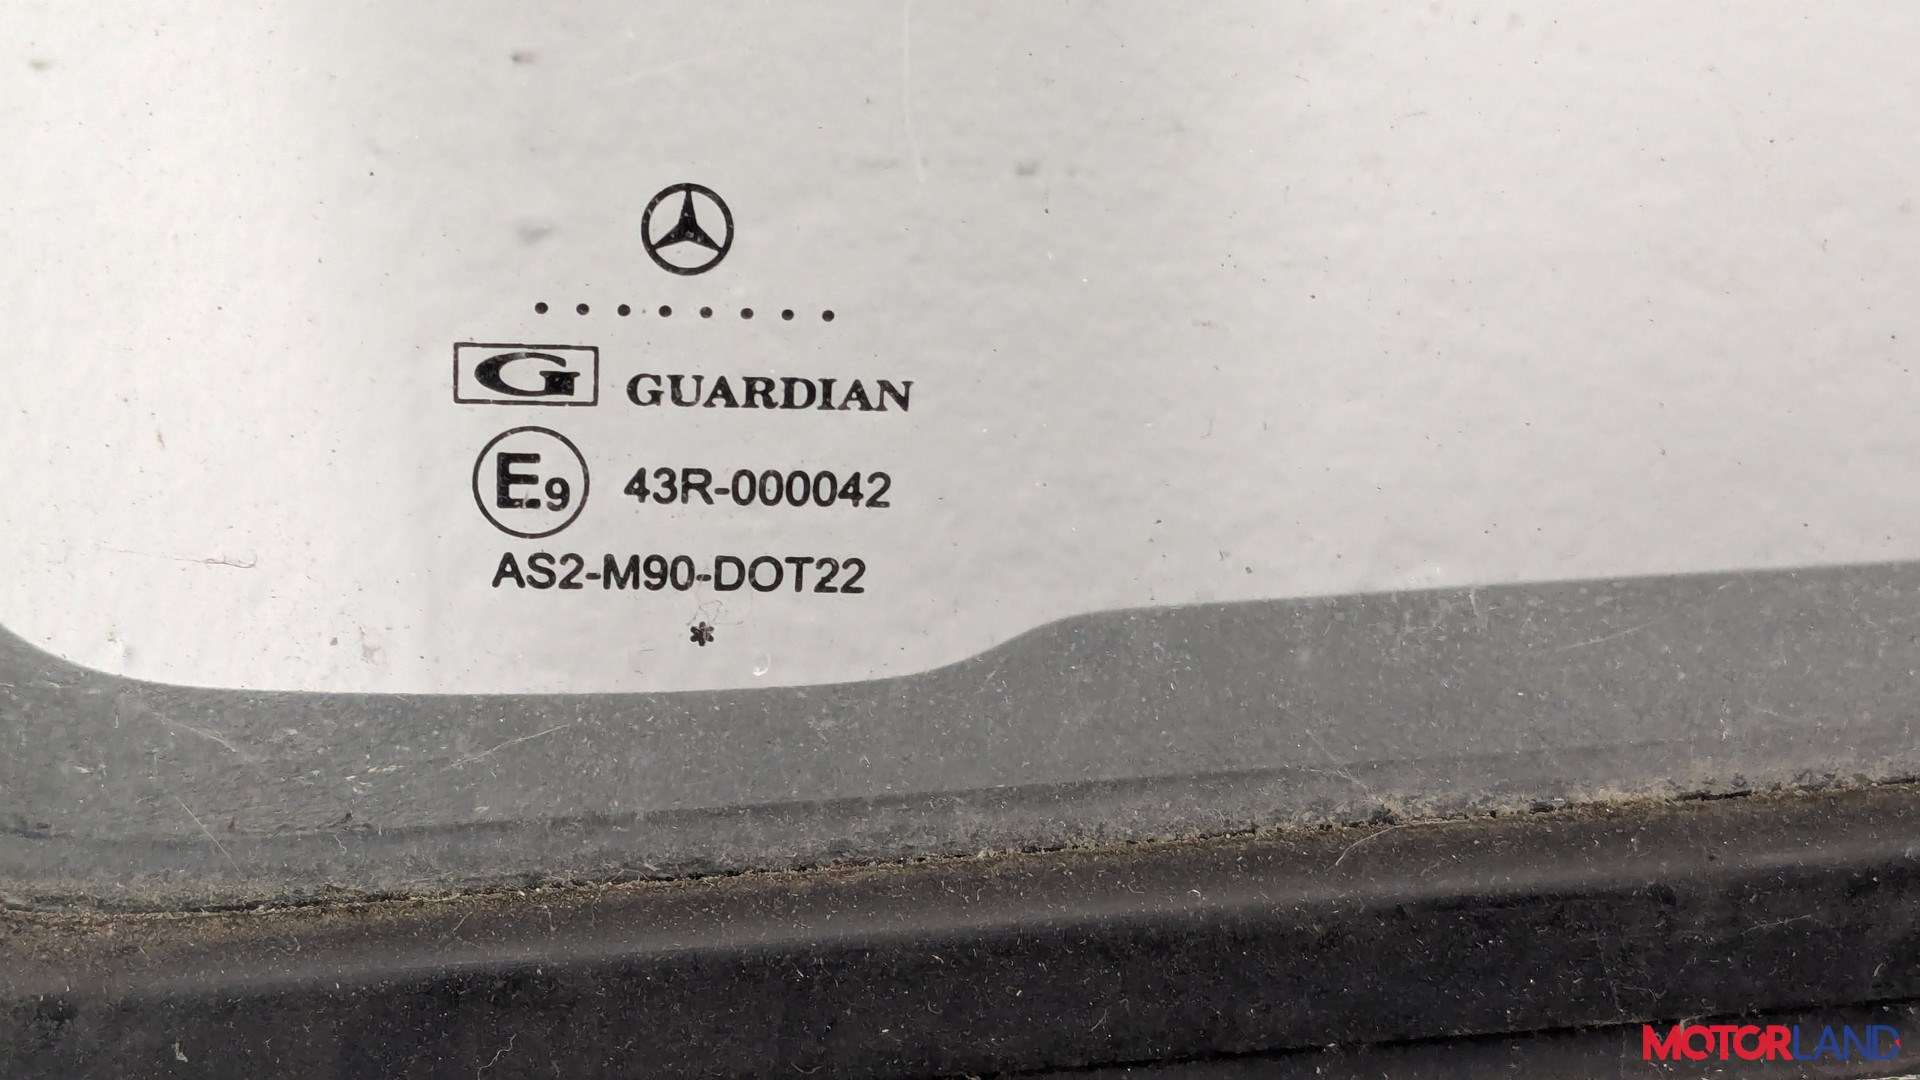 G GUARDIAN
E9 43R-000042
AS2-M90-DOT22
*
MOTORLAND